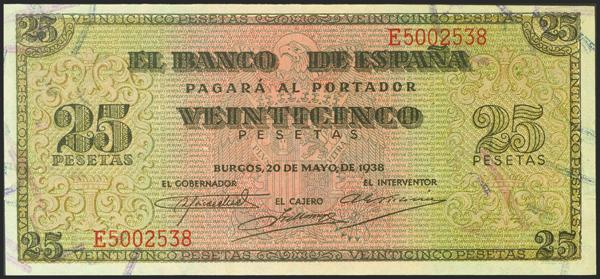 25 VEINTICINCO PESETAS VEINTICINCO PESETAS 25
E5002538
EL BANCO DE ESPAÑA
PAGARÁ AL PORTADOR
VEINTICINCO
PESETAS
25
PESETAS
25
PESETAS
BURGOS, 20 DE MAYO, DE 1938
EL GOBERNADOR
EL CAJERO
EL INTERVENTOR
E5002538
25 VEINTICINCO PESETAS VEINTICINCO PESETAS 25